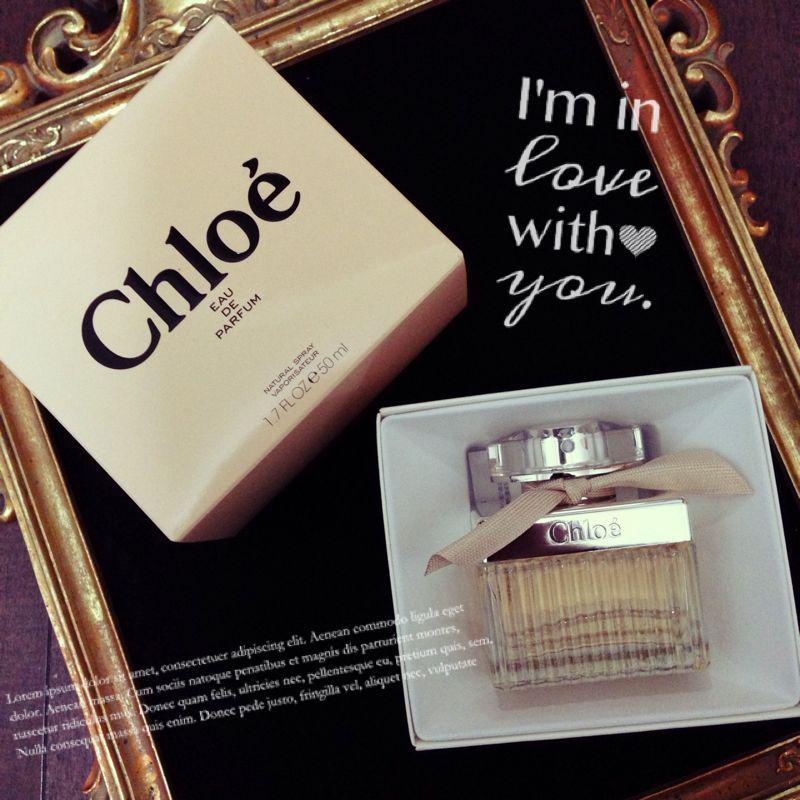 Chloé
EAU
DE
PARFUM
NATURAL SPRAY
VAPORISATEUR
1.7 FL OZ e 50 ml
I'm in
love
with
you.
Chloé
Lorem ipsum dolor sit amet, consectetuer adipiscing elit. Aenean commodo ligula eget
dolor. Aenean massa. Cum sociis natoque penatibus et magnis dis parturient montes,
nascetur ridiculus mus. Donec quam felis, ultricies nec, pellentesque eu, pretium quis, sem.
Nulla consequat massa quis enim. Donec pede justo, fringilla vel, aliquet nec, vulputate